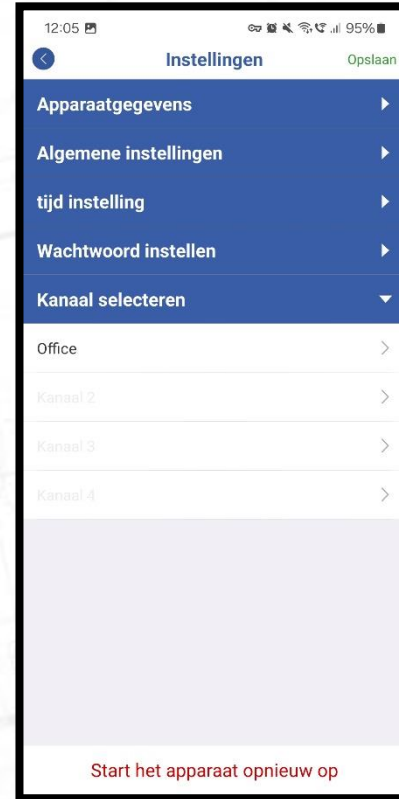 12:05 95%
Instellingen Opslaan
Apparaatgegevens
Algemene instellingen
tijd instelling
Wachtwoord instellen
Kanaal selecteren
Office
Kanaal 2
Kanaal 3
Kanaal 4
Start het apparaat opnieuw op